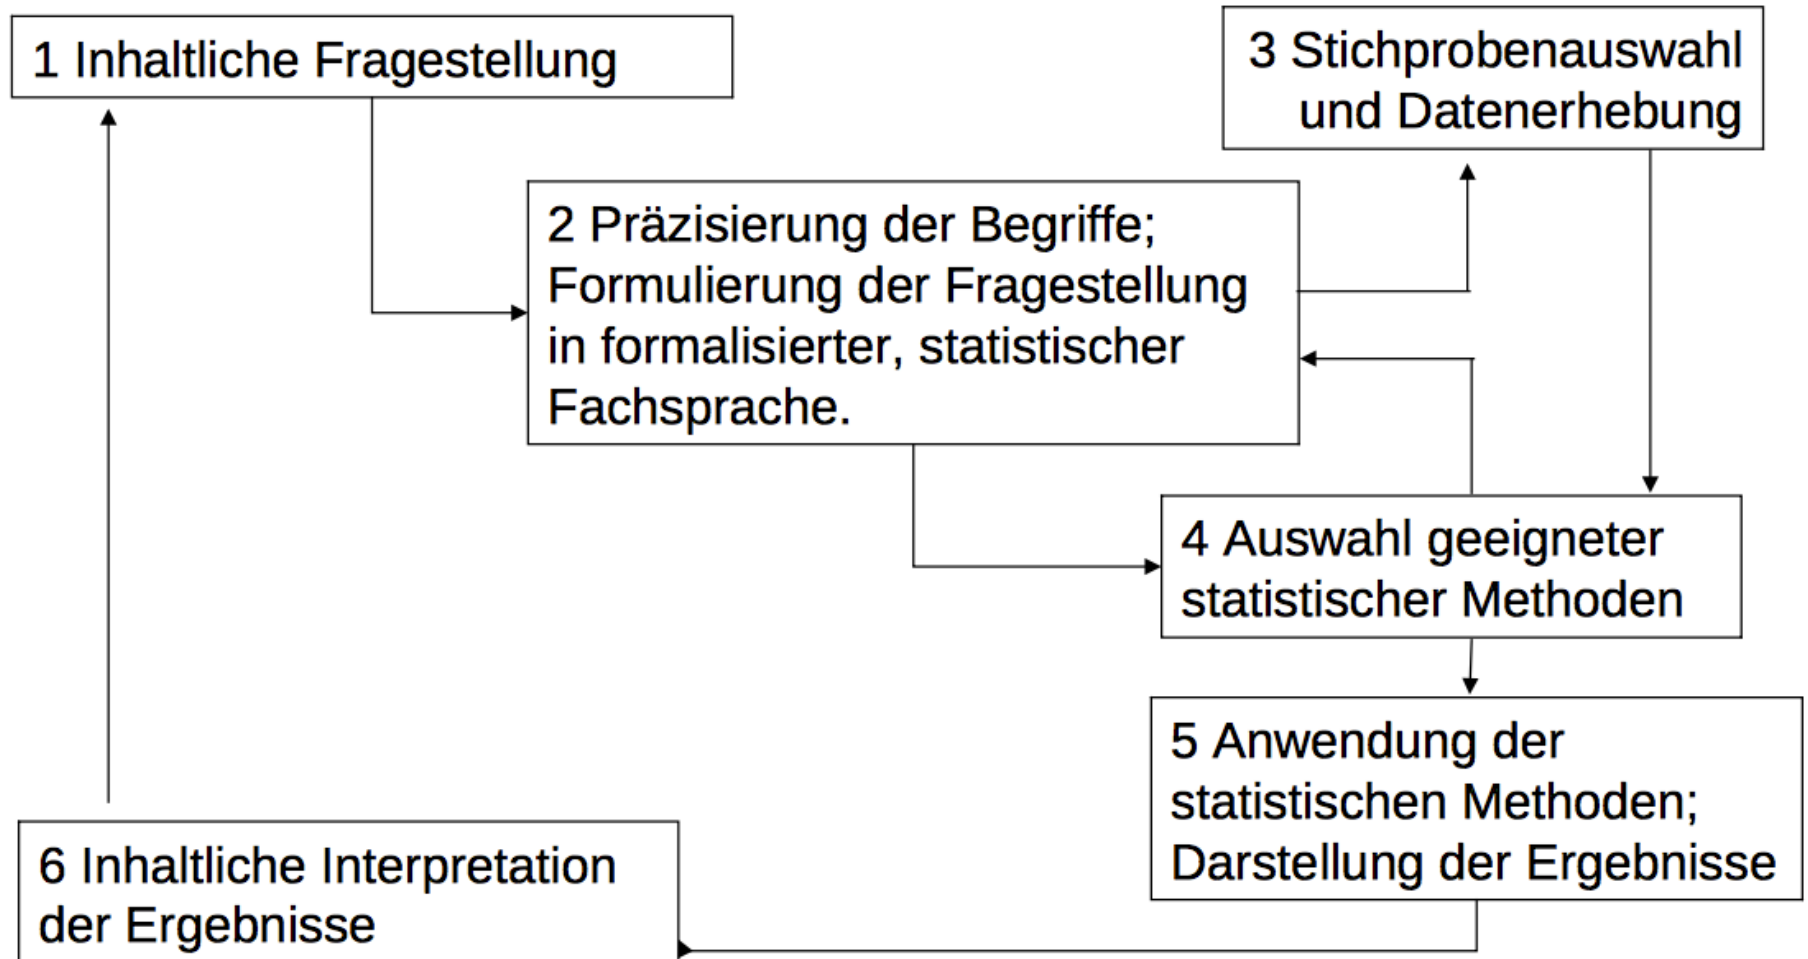 1 Inhaltliche Fragestellung
2 Präzisierung der Begriffe;
Formulierung der Fragestellung
in formalisierter, statistischer
Fachsprache.
3 Stichprobenauswahl
und Datenerhebung
4 Auswahl geeigneter
statistischer Methoden
5 Anwendung der
statistischen Methoden;
Darstellung der Ergebnisse
6 Inhaltliche Interpretation
der Ergebnisse